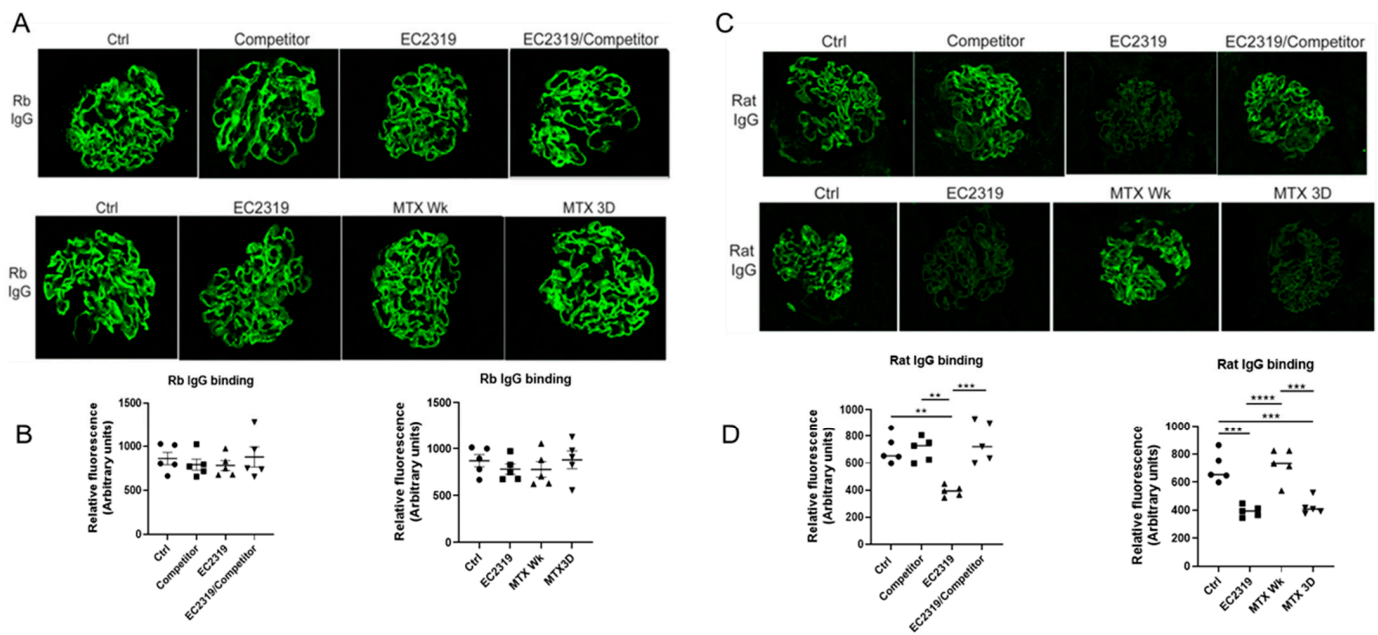 A
Ctrl Competitor EC2319 EC2319/Competitor
Rb
IgG
Ctrl EC2319 MTX Wk MTX 3D
Rb
IgG
B
Rb IgG binding
Relative fluorescence
(Arbitrary units)
1500
1000
500
0
Ctrl
Competitor
EC2319
EC2319/Competitor
Rb IgG binding
Relative fluorescence
(Arbitrary units)
1500
1000
500
0
Ctrl
EC2319
MTX Wk
MTX3D
C
Ctrl Competitor EC2319 EC2319/Competitor
Rat
IgG
Ctrl EC2319 MTX Wk MTX 3D
Rat
IgG
D
Rat IgG binding
Relative fluorescence
(Arbitrary units)
1000
800
600
400
200
0
***
**
**
Ctrl
Competitor
EC2319
EC2319/Competitor
Rat IgG binding
Relative fluorescence
(Arbitrary units)
1000
800
600
400
200
0
***
****
***
***
Ctrl
EC2319
MTX Wk
MTX 3D